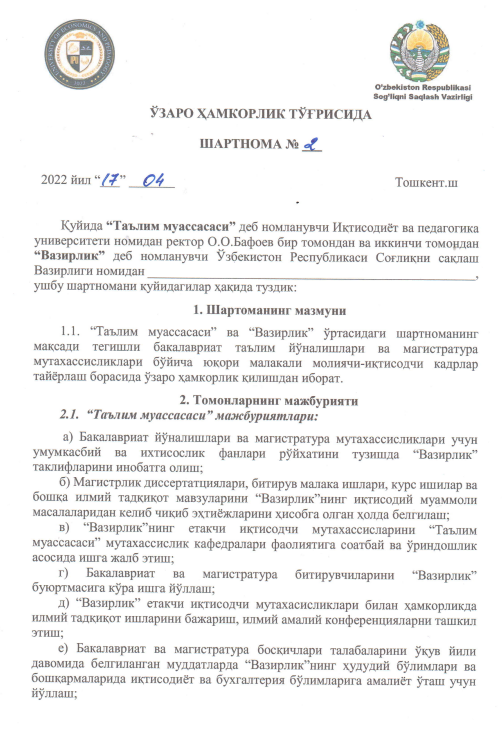 O'zbekiston Respublikasi
Sog'liqni Saqlash Vazirligi
ЎЗАРО ҲАМКОРЛИК ТЎҒРИСИДА
ШАРТНОМА № 2
2022 йил “17” 04
Тошкент.ш
Қуйида “Таълим муассасаси” деб номланувчи Иқтисодиёт ва педагогика
университети номидан ректор О.О.Бафоев бир томондан ва иккинчи томондан
“Вазирлик” деб номланувчи Ўзбекистон Республикаси Соғлиқни сақлаш
Вазирлиги номидан ,
ушбу шартномани қуйидагилар ҳақида туздик:
1. Шартоманинг мазмуни
1.1. “Таълим муассасаси” ва “Вазирлик” ўртасидаги шартноманинг
мақсади тегишли бакалавриат таълим йўналишлари ва магистратура
мутахассисликлари бўйича юқори малакали молиячи-иқтисодчи кадрлар
тайёрлаш борасида ўзаро ҳамкорлик қилишдан иборат.
2. Томонларнинг мажбурияти
2.1. “Таълим муассасаси” мажбуриятлари:
а) Бакалавриат йўналишлари ва магистратура мутахассисликлари учун
умумкасбий ва ихтисослик фанлари рўйхатини тузишда “Вазирлик”
таклифларини инобатга олиш;
б) Магистрлик диссертациялари, битирув малака ишлари, курс ишилар ва
бошка илмий тадқиқот мавзуларини “Вазирлик”нинг иқтисодий муаммоли
масалаларидан келиб чиқиб эҳтиёжларини ҳисобга олган ҳолда белгилаш;
в) “Вазирлик”нинг етакчи иқтисодчи мутахассисларини “Таълим
муассасаси” мутахассислик кафедралари фаолиятига соатбай ва ўриндошлик
асосида ишга жалб этиш;
г) Бакалавриат ва магистратура битирувчиларини “Вазирлик”
буюртмасига кўра ишга йўллаш;
д) “Вазирлик” етакчи иқтисодчи мутахасисликлари билан ҳамкорликда
илмий тадқиқот ишларини бажариш, илмий амалий конференцияларни ташкил
этиш;
е) Бакалавриат ва магистратура босқичлари талабаларини ўқув йили
давомида белгиланган муддатларда “Вазирлик”нинг ҳудудий бўлимлари ва
бошқармаларида иқтисодиёт ва бухгалтерия бўлимларига амалиёт ўташ учун
йўллаш;